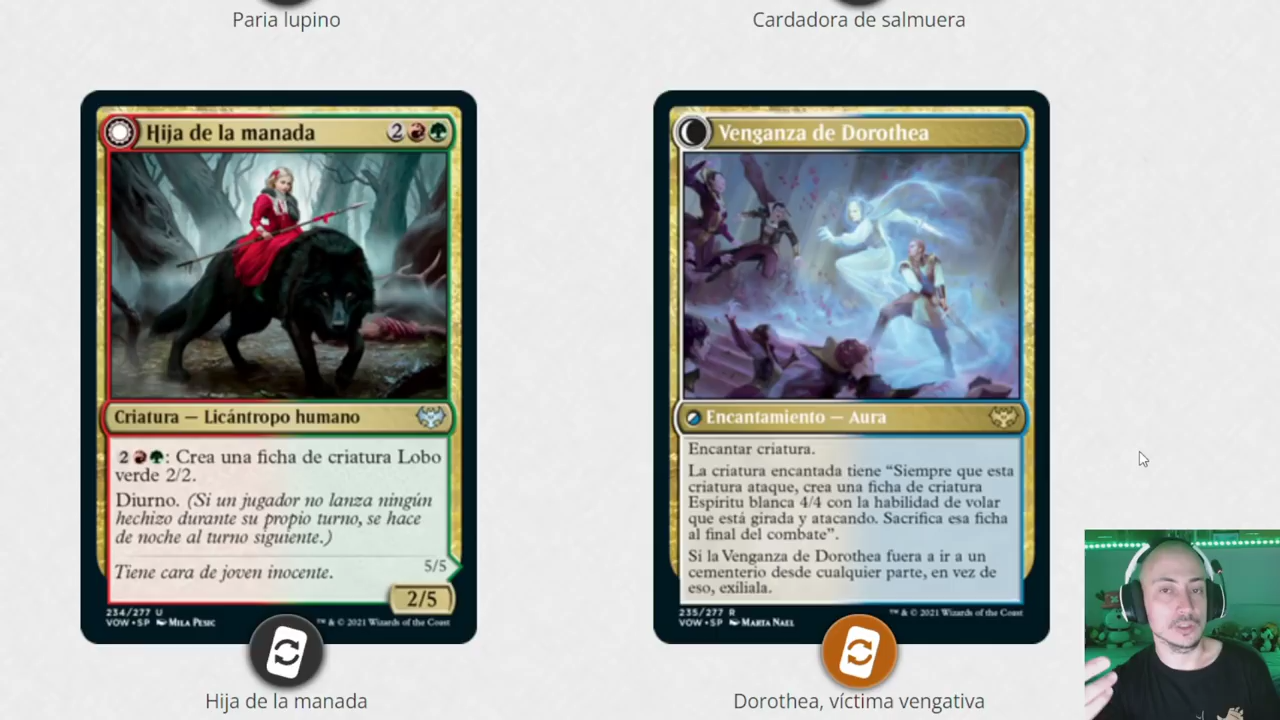 Paria lupino
Cardadora de salmuera
Hija de la manada
2
Criatura — Licántropo humano
2 : Crea una ficha de criatura Lobo
verde 2/2.
Diurno. (Si un jugador no lanza ningún
hechizo durante su propio turno, se hace
de noche al turno siguiente.)
Tiene cara de joven inocente.
5/5
2/5
234/277 U
VOW • SP MILA PESIC
™ & © 2021 Wizards of the Coast
Hija de la manada
Venganza de Dorothea
Encantamiento — Aura
Encantar criatura.
La criatura encantada tiene “Siempre que esta
criatura ataque, crea una ficha de criatura
Espíritu blanca 4/4 con la habilidad de volar
que está girada y atacando. Sacrifica esa ficha
al final del combate”.
Si la Venganza de Dorothea fuera a ir a un
cementerio desde cualquier parte, en vez de
eso, exíliala.
235/277 R
VOW • SP MARTA NAEL
™ & © 2021 Wizards of the Coast
Dorothea, víctima vengativa